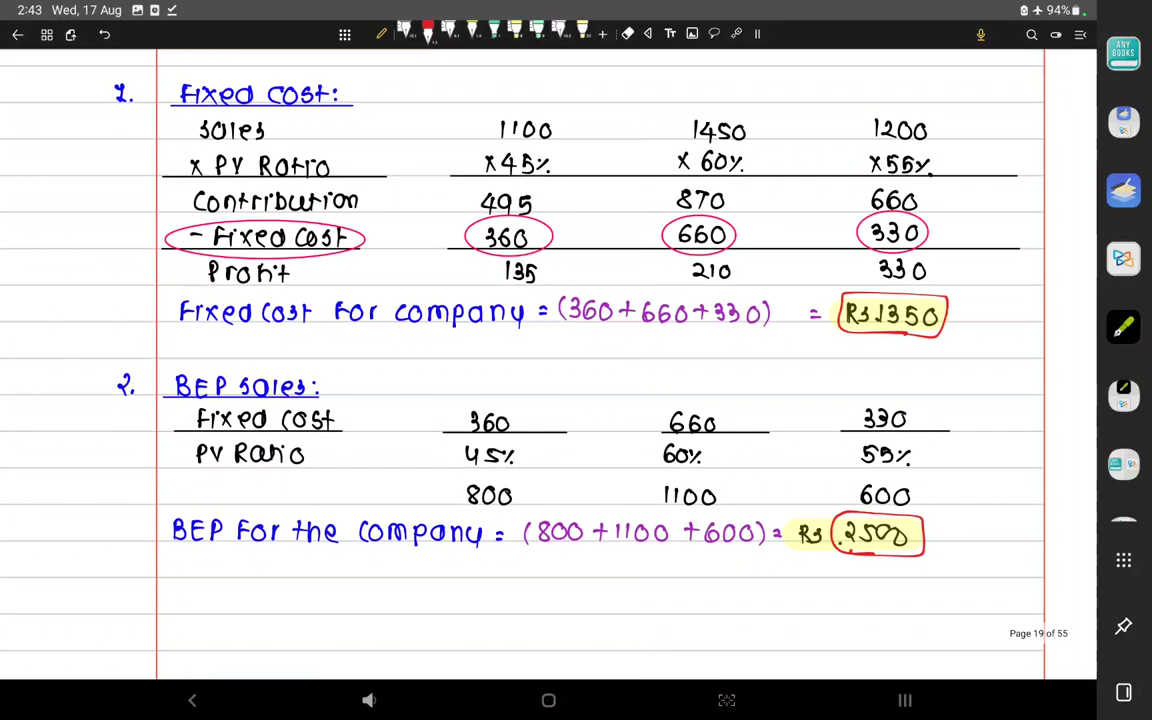 2:43 Wed, 17 Aug 94%
1. Fixed Cost:
Sales 1100 1450 1200
x PV Ratio x 45% x 60% x 55%
Contribution 495 870 660
- Fixed Cost 360 660 330
Profit 135 210 330
Fixed Cost For Company = (360+660+330) = Rs.1350
2. BEP Sales:
Fixed Cost 360 660 330
PV Ratio 45% 60% 55%
800 1100 600
BEP For the Company = (800+1100+600) = Rs.2500
Page 19 of 55
ANY BOOKS